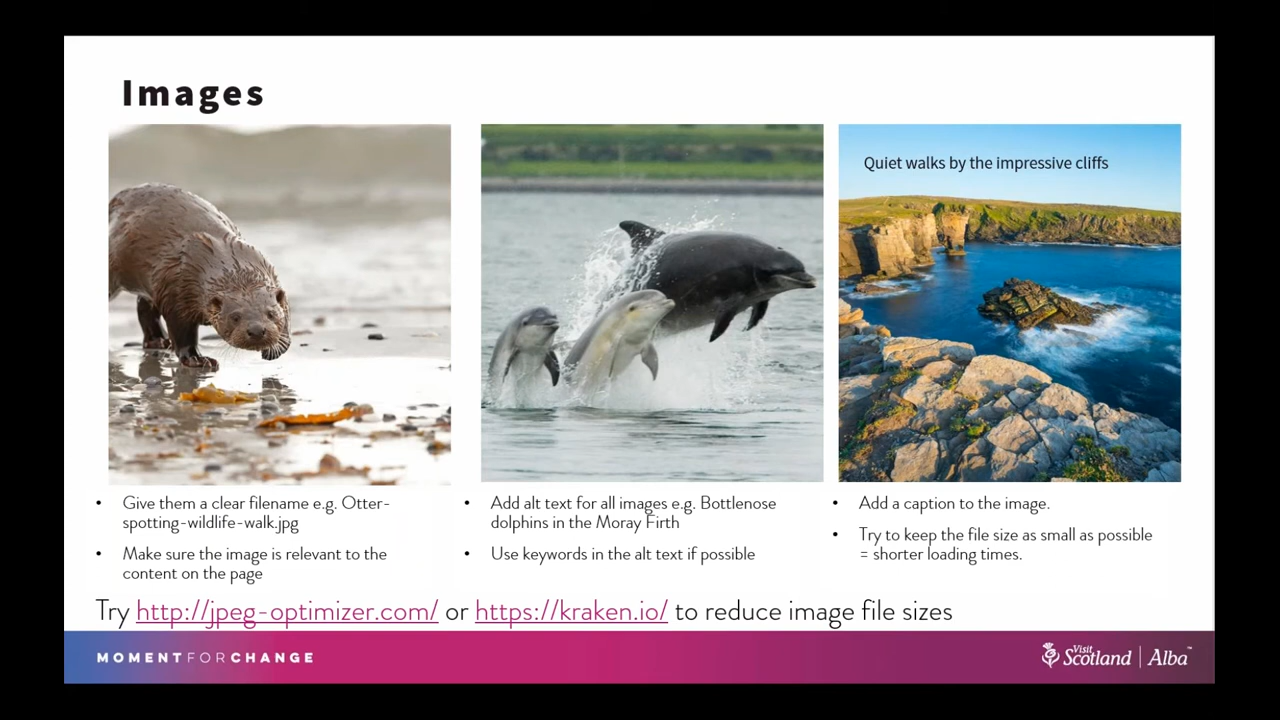 Images
Quiet walks by the impressive cliffs
• Give them a clear filename e.g. Otter-
spotting-wildlife-walk.jpg
• Make sure the image is relevant to the
content on the page
• Add alt text for all images e.g. Bottlenose
dolphins in the Moray Firth
• Use keywords in the alt text if possible
• Add a caption to the image.
• Try to keep the file size as small as possible
= shorter loading times.
Try http://jpeg-optimizer.com/ or https://kraken.io/ to reduce image file sizes
MOMENTFORCHANGE
Visit
Scotland | Alba™